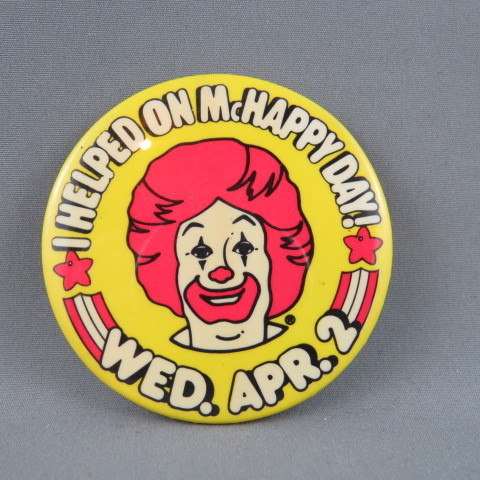 I HELPED ON McHAPPY DAY!
WED. APR. 2
®